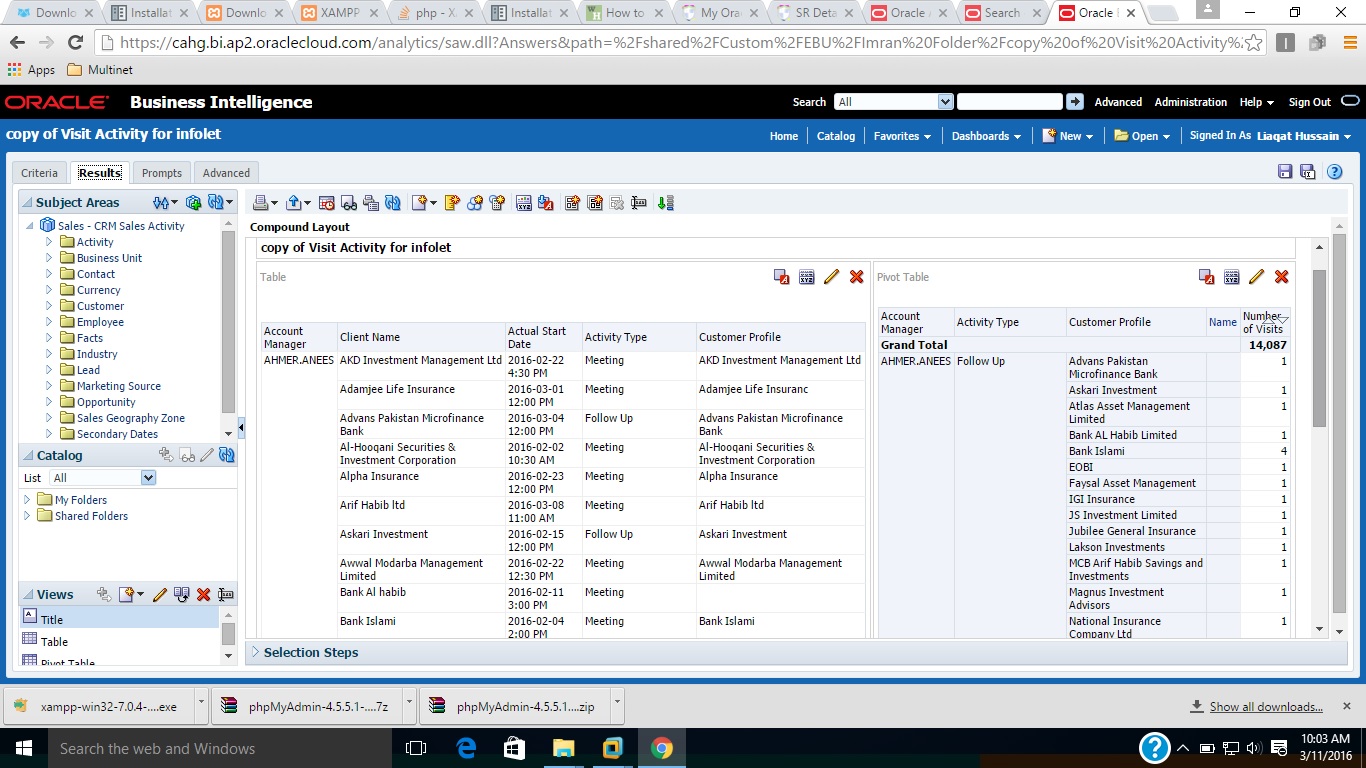 Downlo
Installat
Downlo
XAMPP
php - 
Installat
How to
My Ora
SR Deta
Oracle
Search
Oracle
https://cahg.bi.ap2.oraclecloud.com/analytics/saw.dll?Answers&path=%2Fshared%2FCustom%2FEBU%2FImran%20Folder%2Fcopy%20of%20Visit%20Activity%
Apps Multinet
ORACLE Business Intelligence
Search All Advanced Administration Help Sign Out
copy of Visit Activity for infolet
Home Catalog Favorites Dashboards New Open Signed In As Liaqat Hussain
Criteria Results Prompts Advanced
Subject Areas
Sales - CRM Sales Activity
Activity
Business Unit
Contact
Currency
Customer
Employee
Facts
Industry
Lead
Marketing Source
Opportunity
Sales Geography Zone
Secondary Dates
Catalog
List All
My Folders
Shared Folders
Views
Title
Table
Pivot Table
Compound Layout
copy of Visit Activity for infolet
Table
Account Manager Client Name Actual Start Date Activity Type Customer Profile
AHMER.ANEES AKD Investment Management Ltd 2016-02-22 4:30 PM Meeting AKD Investment Management Ltd
Adamjee Life Insurance 2016-03-01 12:00 PM Meeting Adamjee Life Insuranc
Advans Pakistan Microfinance Bank 2016-03-04 12:00 PM Follow Up Advans Pakistan Microfinance Bank
Al-Hooqani Securities & Investment Corporation 2016-02-02 10:30 AM Meeting Al-Hooqani Securities & Investment Corporation
Alpha Insurance 2016-02-23 12:00 PM Meeting Alpha Insurance
Arif Habib ltd 2016-03-08 11:00 AM Meeting Arif Habib ltd
Askari Investment 2016-02-15 12:00 PM Follow Up Askari Investment
Awwal Modarba Management Limited 2016-02-22 12:30 PM Meeting Awwal Modarba Management Limited
Bank Al habib 2016-02-11 3:00 PM Meeting
Bank Islami 2016-02-04 2:00 PM Meeting Bank Islami
Pivot Table
Account Manager Activity Type Customer Profile Name Number of Visits
Grand Total 14,087
AHMER.ANEES Follow Up Advans Pakistan Microfinance Bank 1
Askari Investment 1
Atlas Asset Management Limited 1
Bank AL Habib Limited 1
Bank Islami 4
EOBI 1
Faysal Asset Management 1
IGI Insurance 1
JS Investment Limited 1
Jubilee General Insurance 1
Lakson Investments 1
MCB Arif Habib Savings and Investments 1
Magnus Investment Advisors 1
National Insurance Company Ltd 1
Selection Steps
xampp-win32-7.0.4-....exe
phpMyAdmin-4.5.5.1-....7z
phpMyAdmin-4.5.5.1....zip
Show all downloads...
Search the web and Windows
10:03 AM
3/11/2016